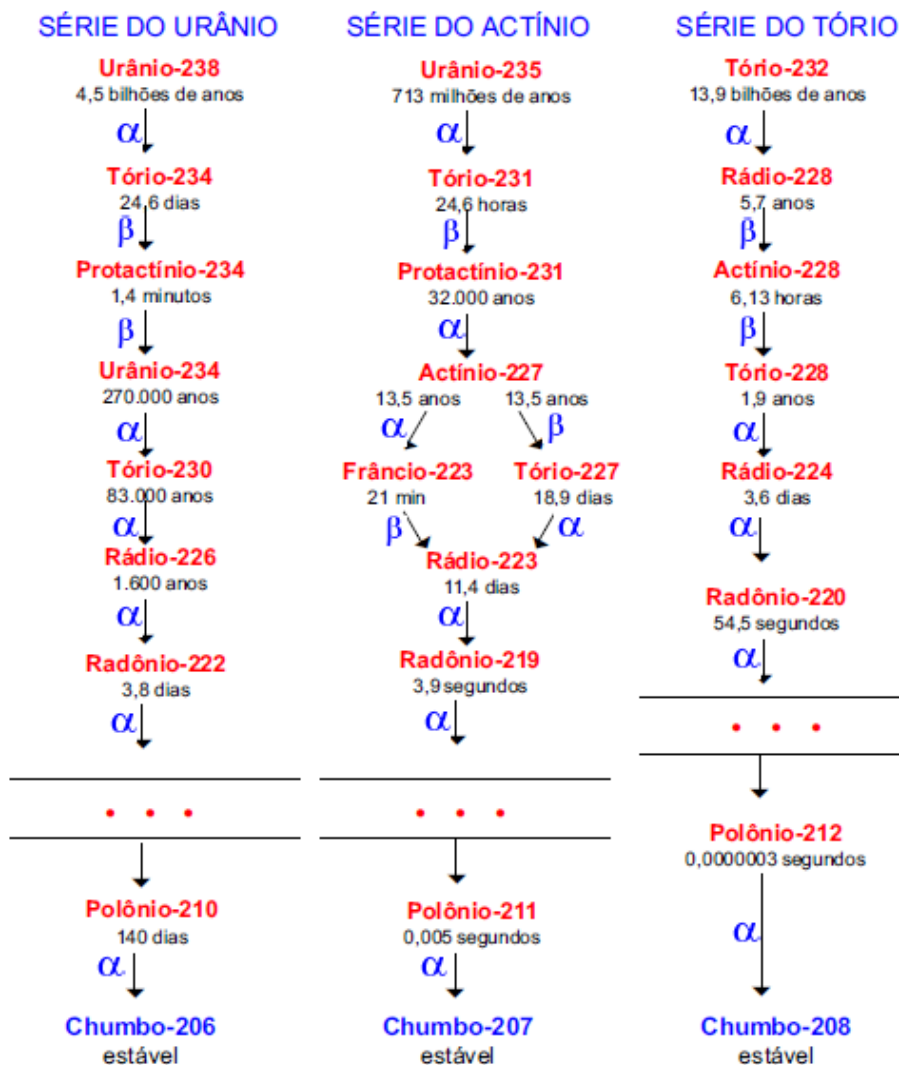 SÉRIE DO URÂNIO
Urânio-238
4,5 bilhões de anos
α
Tório-234
24,6 dias
β
Protactínio-234
1,4 minutos
β
Urânio-234
270.000 anos
α
Tório-230
83.000 anos
α
Rádio-226
1.600 anos
α
Radônio-222
3,8 dias
α
. . .
Polônio-210
140 dias
α
Chumbo-206
estável
SÉRIE DO ACTÍNIO
Urânio-235
713 milhões de anos
α
Tório-231
24,6 horas
β
Protactínio-231
32.000 anos
α
Actínio-227
13,5 anos 13,5 anos
α β
Frâncio-223 Tório-227
21 min 18,9 dias
β α
Rádio-223
11,4 dias
α
Radônio-219
3,9 segundos
α
. . .
Polônio-211
0,005 segundos
α
Chumbo-207
estável
SÉRIE DO TÓRIO
Tório-232
13,9 bilhões de anos
α
Rádio-228
5,7 anos
β
Actínio-228
6,13 horas
β
Tório-228
1,9 anos
α
Rádio-224
3,6 dias
α
Radônio-220
54,5 segundos
α
. . .
Polônio-212
0,0000003 segundos
α
Chumbo-208
estável